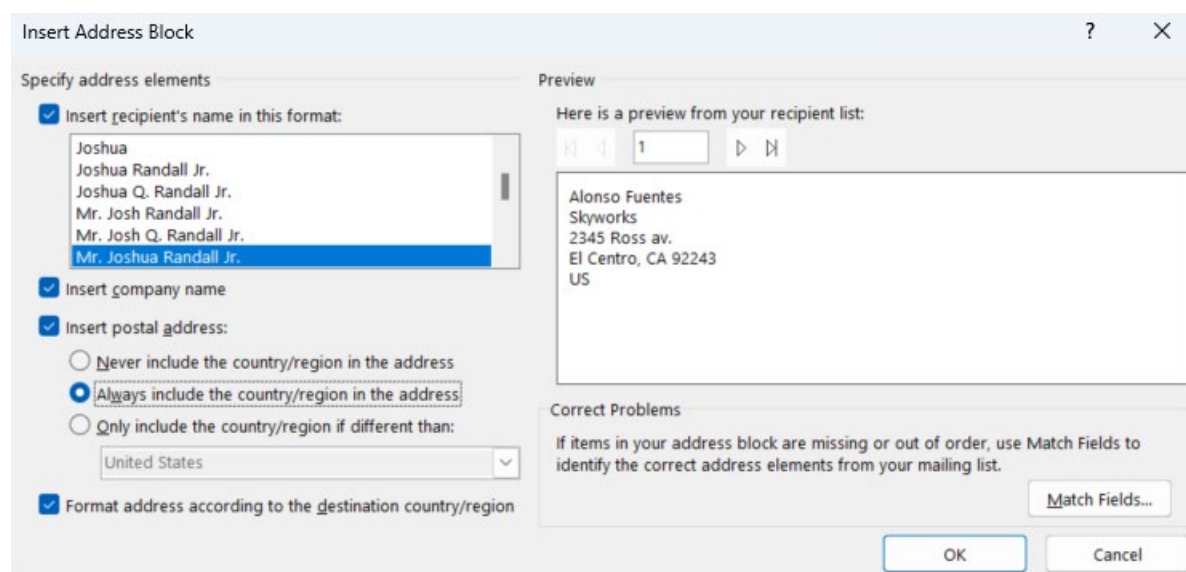 Insert Address Block
?
Specify address elements
Insert recipient's name in this format:
Joshua
Joshua Randall Jr.
Joshua Q. Randall Jr.
Mr. Josh Randall Jr.
Mr. Josh Q. Randall Jr.
Mr. Joshua Randall Jr.
Insert company name
Insert postal address:
Never include the country/region in the address
Always include the country/region in the address
Only include the country/region if different than:
United States
Format address according to the destination country/region
Preview
Here is a preview from your recipient list:
1
Alonso Fuentes
Skyworks
2345 Ross av.
El Centro, CA 92243
US
Correct Problems
If items in your address block are missing or out of order, use Match Fields to
identify the correct address elements from your mailing list.
Match Fields...
OK
Cancel